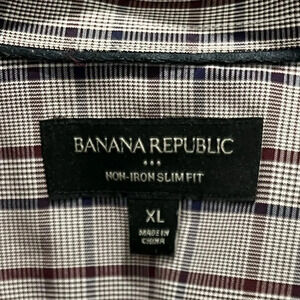 BANANA REPUBLIC
NON-IRON SLIM FIT
XL
MADE IN
CHINA